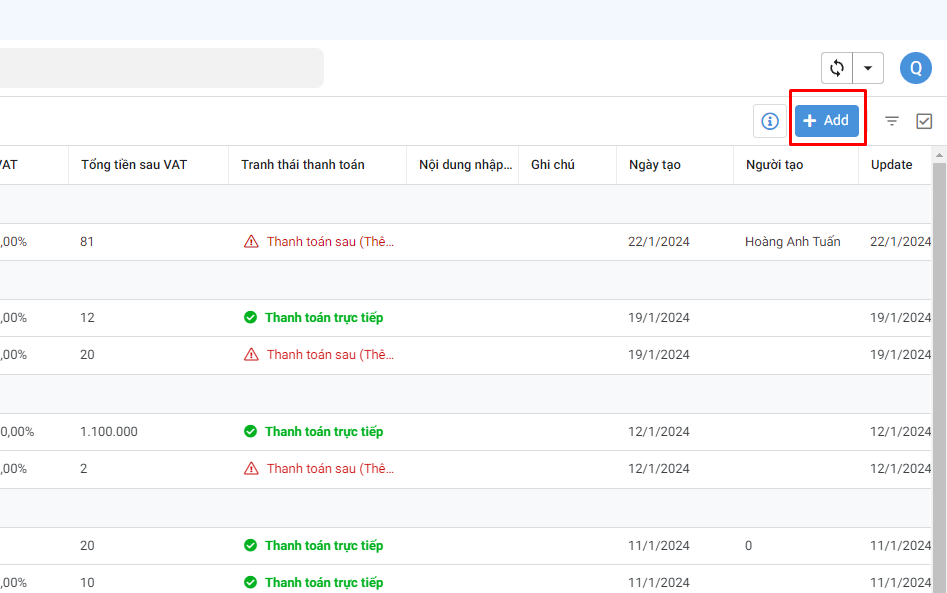 Q
Add
VAT Tổng tiền sau VAT Tranh thái thanh toán Nội dung nhập... Ghi chú Ngày tạo Người tạo Update
,00% 81 Thanh toán sau (Thê... 22/1/2024 Hoàng Anh Tuấn 22/1/2024
,00% 12 Thanh toán trực tiếp 19/1/2024 19/1/2024
,00% 20 Thanh toán sau (Thê... 19/1/2024 19/1/2024
0,00% 1.100.000 Thanh toán trực tiếp 12/1/2024 12/1/2024
,00% 2 Thanh toán sau (Thê... 12/1/2024 12/1/2024
20 Thanh toán trực tiếp 11/1/2024 0 11/1/2024
,00% 10 Thanh toán trực tiếp 11/1/2024 11/1/2024